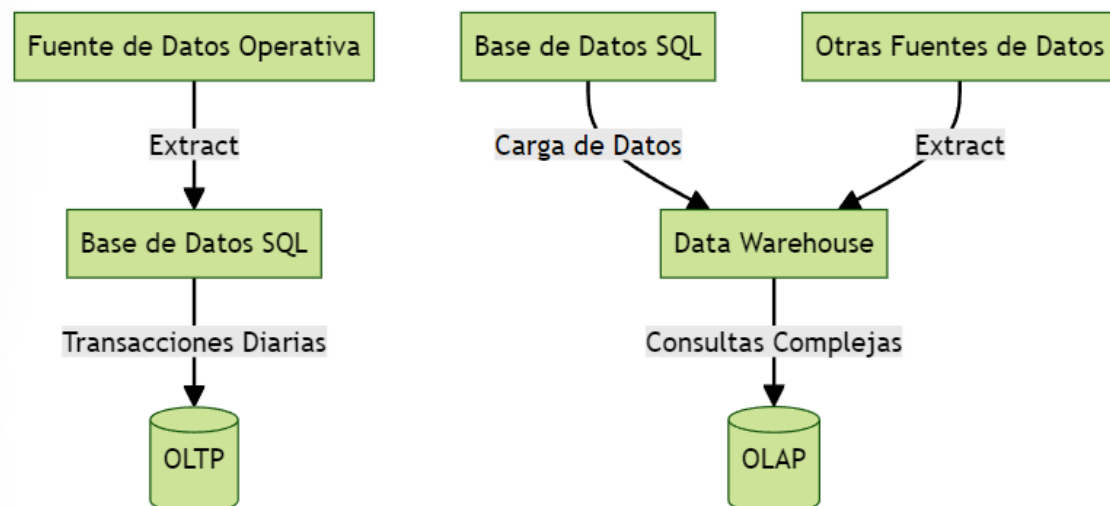 Fuente de Datos Operativa
Base de Datos SQL
Otras Fuentes de Datos
Extract
Carga de Datos
Extract
Base de Datos SQL
Data Warehouse
Transacciones Diarias
Consultas Complejas
OLTP
OLAP